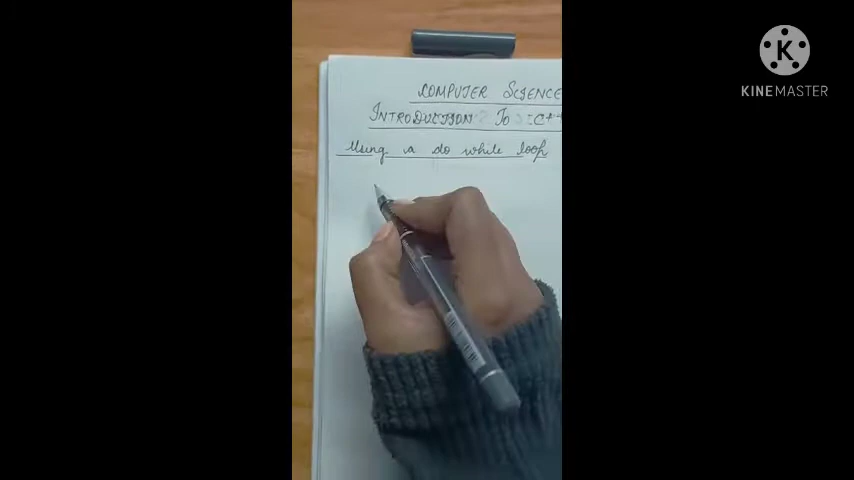 COMPUTER SCIENCE
INTRODUCTION TO C++
Using a do while loop
K
KINEMASTER